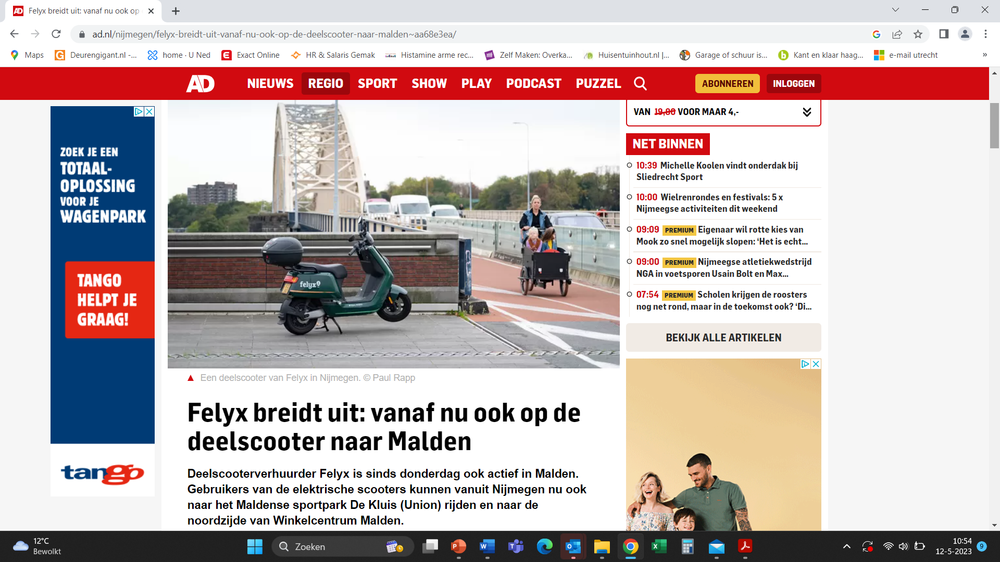 AD Felyx breidt uit: vanaf nu ook op
ad.nl/nijmegen/felyx-breidt-uit-vanaf-nu-ook-op-de-deelscooter-naar-malden~aa68e3ea/
Maps Deurengigant.nl -... home · U Ned Exact Online HR & Salaris Gemak Histamine arme rec... Zelf Maken: Overka... Huisentuinhout.nl |... Garage of schuur is... Kant en klaar haag... e-mail utrecht »
AD NIEUWS REGIO SPORT SHOW PLAY PODCAST PUZZEL ABONNEREN INLOGGEN
ZOEK JE EEN
TOTAAL-
OPLOSSING
VOOR JE
WAGENPARK
TANGO
HELPT JE
GRAAG!
tango
felyx
Een deelscooter van Felyx in Nijmegen. © Paul Rapp
Felyx breidt uit: vanaf nu ook op de
deelscooter naar Malden
Deelscooterverhuurder Felyx is sinds donderdag ook actief in Malden.
Gebruikers van de elektrische scooters kunnen vanuit Nijmegen nu ook
naar het Maldense sportpark De Kluis (Union) rijden en naar de
noordzijde van Winkelcentrum Malden.
VAN 19,80 VOOR MAAR 4,-
NET BINNEN
10:39 Michelle Koolen vindt onderdak bij
Sliedrecht Sport
10:00 Wielrenrondes en festivals: 5 x
Nijmeegse activiteiten dit weekend
09:09 PREMIUM Eigenaar wil rotte kies van
Mook zo snel mogelijk slopen: ‘Het is echt...
09:00 PREMIUM Nijmeegse atletiekwedstrijd
NGA in voetsporen Usain Bolt en Max...
07:54 PREMIUM Scholen krijgen de roosters
nog net rond, maar in de toekomst ook? ‘Di...
BEKIJK ALLE ARTIKELEN
12°C
Bewolkt
Zoeken
10:54
12-5-2023
9